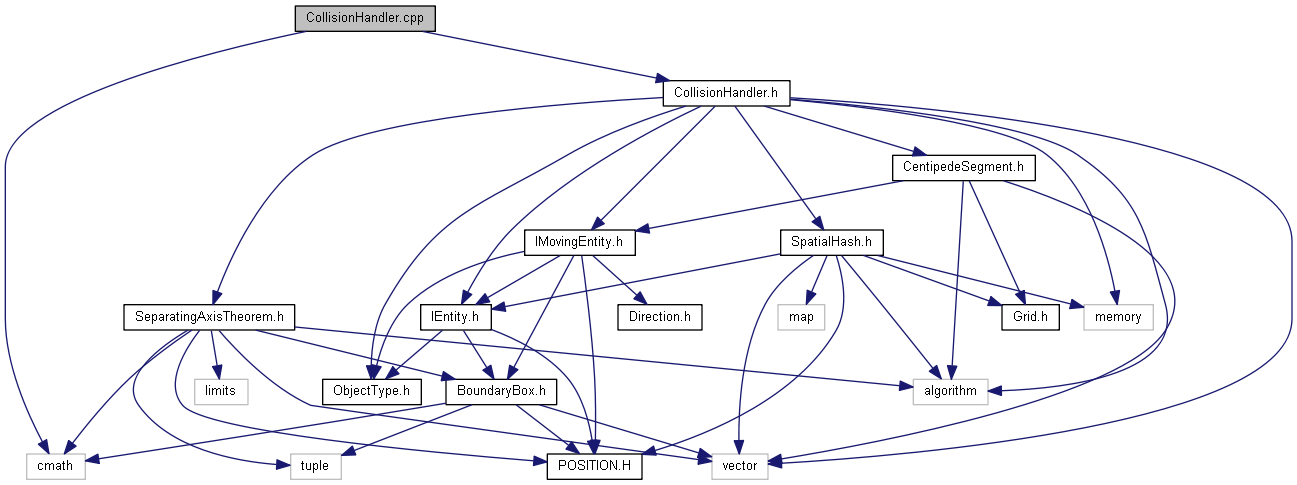 CollisionHandler.cpp
CollisionHandler.h
CentipedeSegment.h
IMovingEntity.h
SpatialHash.h
SeparatingAxisTheorem.h
IEntity.h
Direction.h
map
Grid.h
memory
limits
ObjectType.h
BoundaryBox.h
algorithm
cmath
tuple
POSITION.H
vector